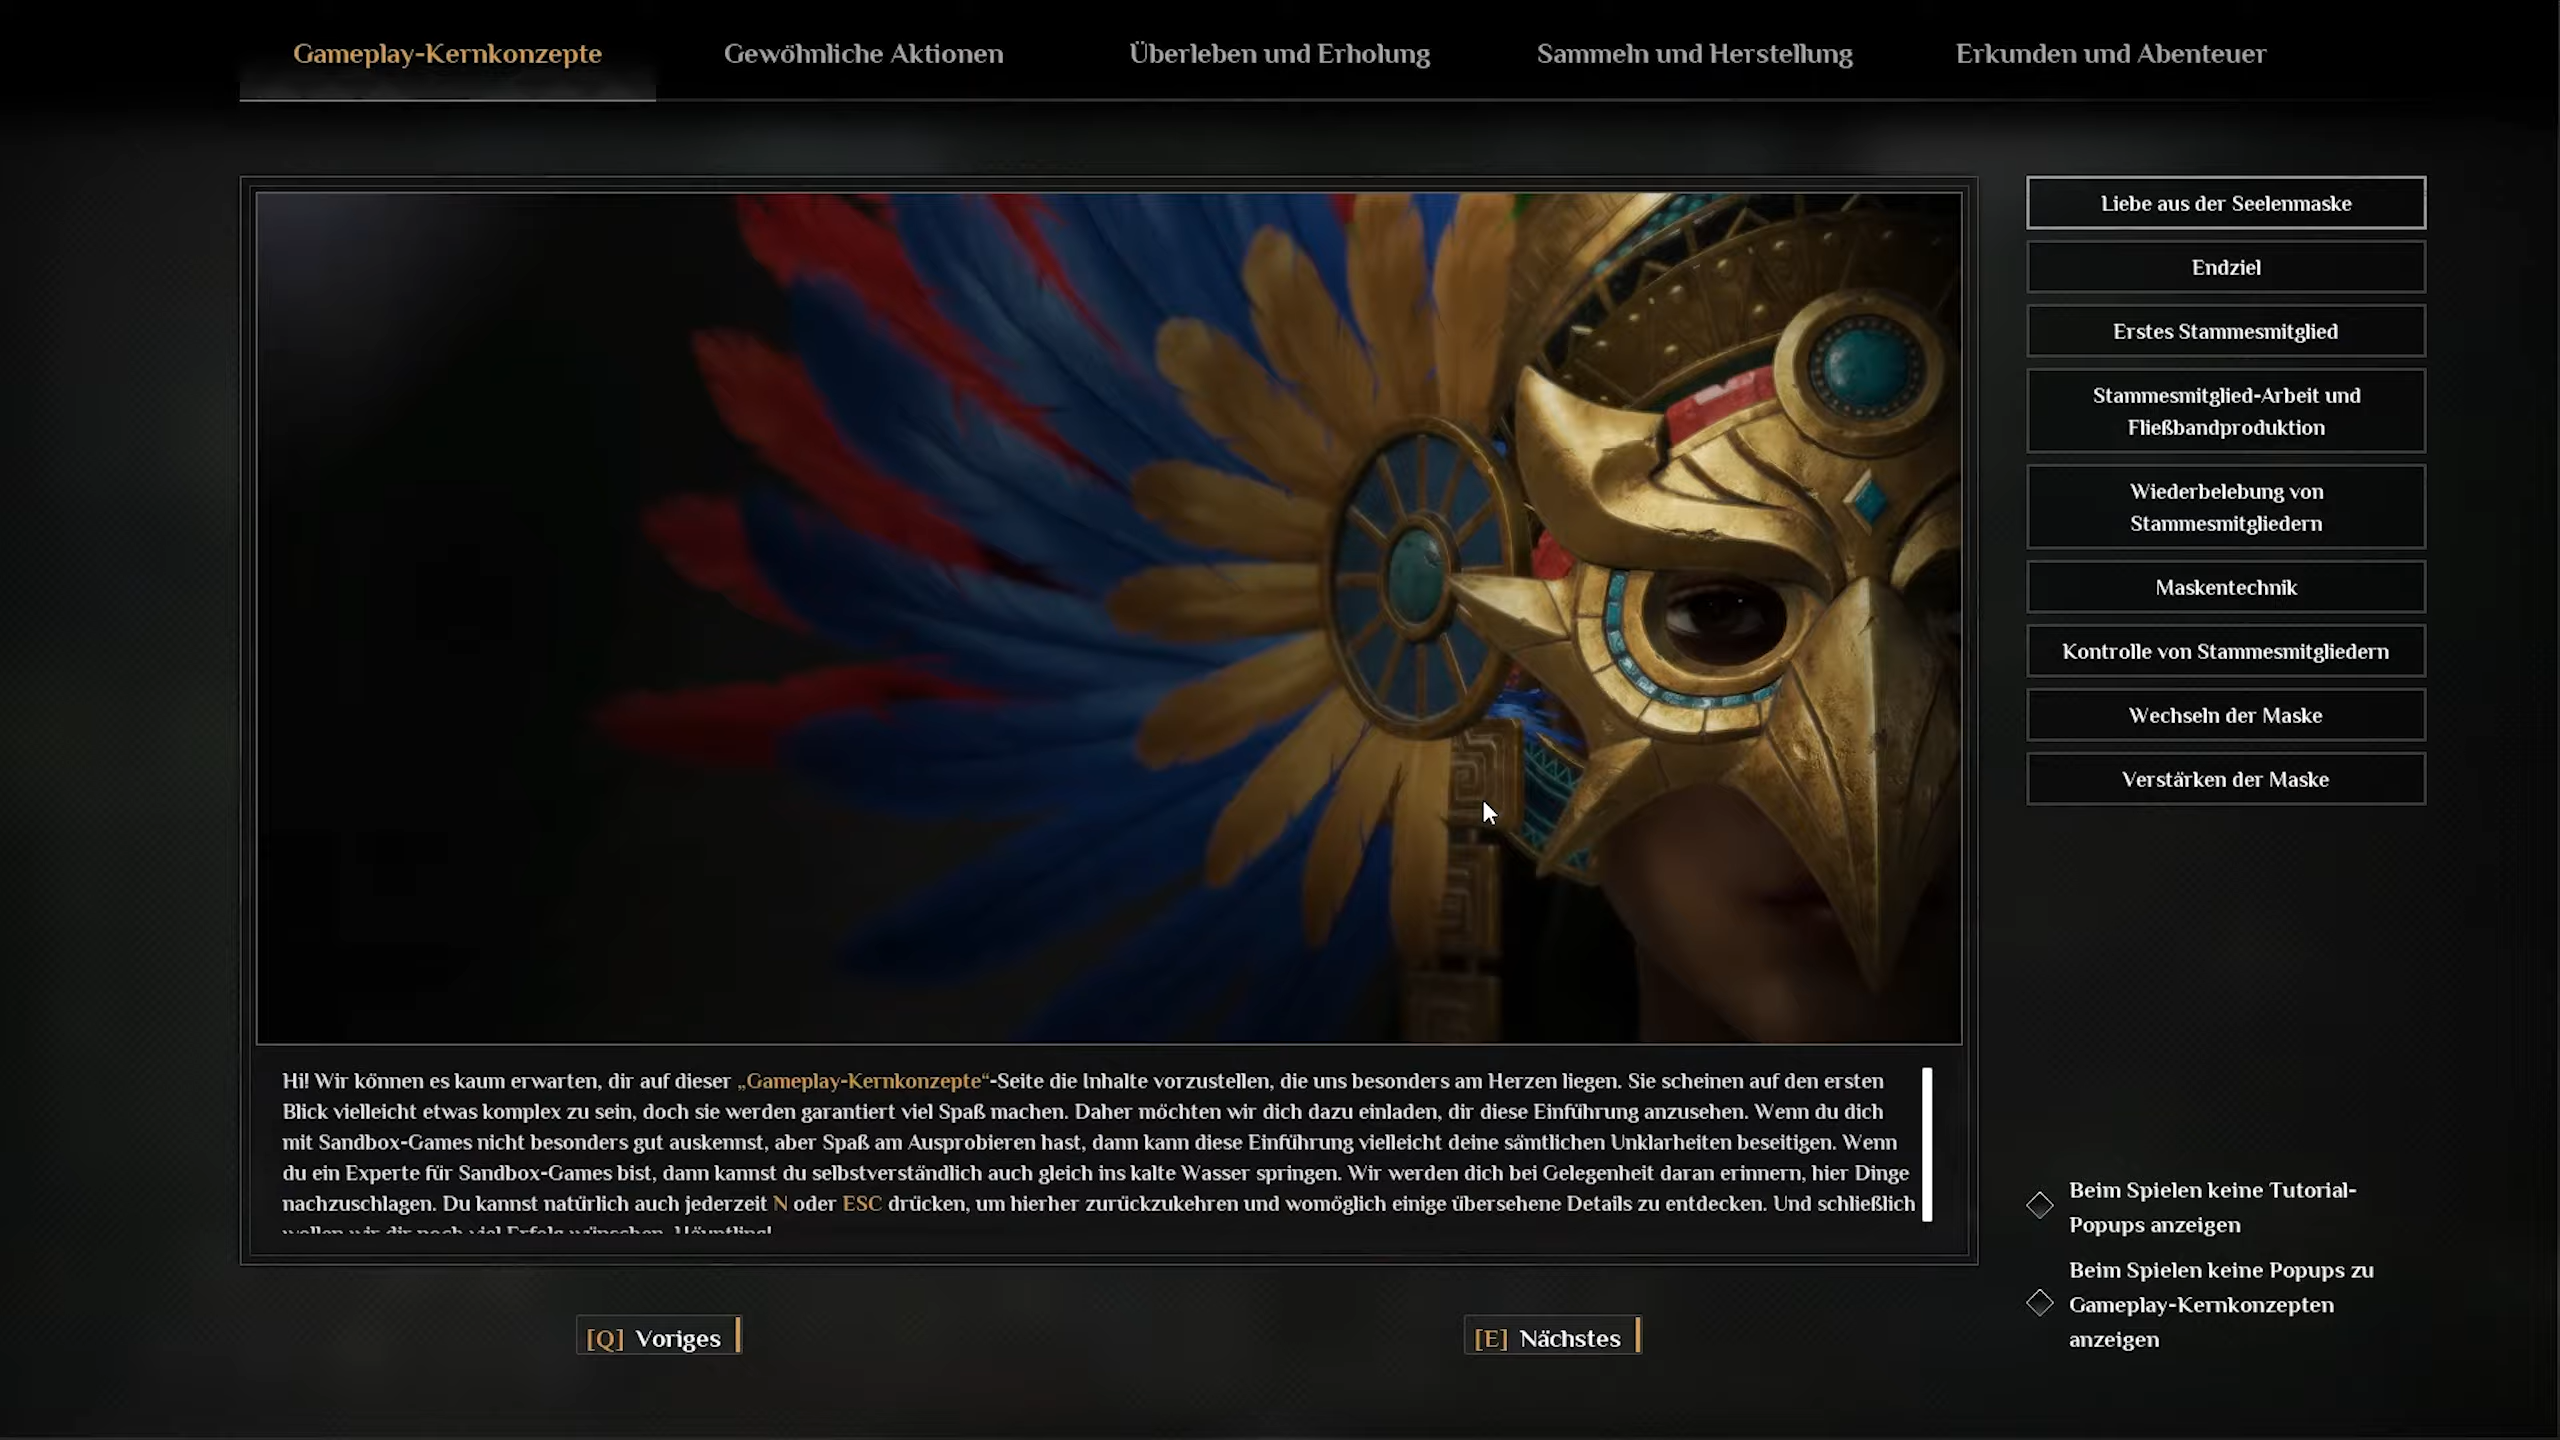 Gameplay-Kernkonzepte
Gewöhnliche Aktionen
Überleben und Erholung
Sammeln und Herstellung
Erkunden und Abenteuer
Liebe aus der Seelenmaske
Endziel
Erstes Stammesmitglied
Stammesmitglied-Arbeit und
Fließbandproduktion
Wiederbelebung von
Stammesmitgliedern
Maskentechnik
Kontrolle von Stammesmitgliedern
Wechseln der Maske
Verstärken der Maske
Hi! Wir können es kaum erwarten, dir auf dieser „Gameplay-Kernkonzepte“-Seite die Inhalte vorzustellen, die uns besonders am Herzen liegen. Sie scheinen auf den ersten
Blick vielleicht etwas komplex zu sein, doch sie werden garantiert viel Spaß machen. Daher möchten wir dich dazu einladen, dir diese Einführung anzusehen. Wenn du dich
mit Sandbox-Games nicht besonders gut auskennst, aber Spaß am Ausprobieren hast, dann kann diese Einführung vielleicht deine sämtlichen Unklarheiten beseitigen. Wenn
du ein Experte für Sandbox-Games bist, dann kannst du selbstverständlich auch gleich ins kalte Wasser springen. Wir werden dich bei Gelegenheit daran erinnern, hier Dinge
nachzuschlagen. Du kannst natürlich auch jederzeit N oder ESC drücken, um hierher zurückzukehren und womöglich einige übersehene Details zu entdecken. Und schließlich
wollen wir dir noch viel Erfolg wünschen, Häuptling!
Beim Spielen keine Tutorial-
Popups anzeigen
Beim Spielen keine Popups zu
Gameplay-Kernkonzepten
anzeigen
[Q] Voriges
[E] Nächstes